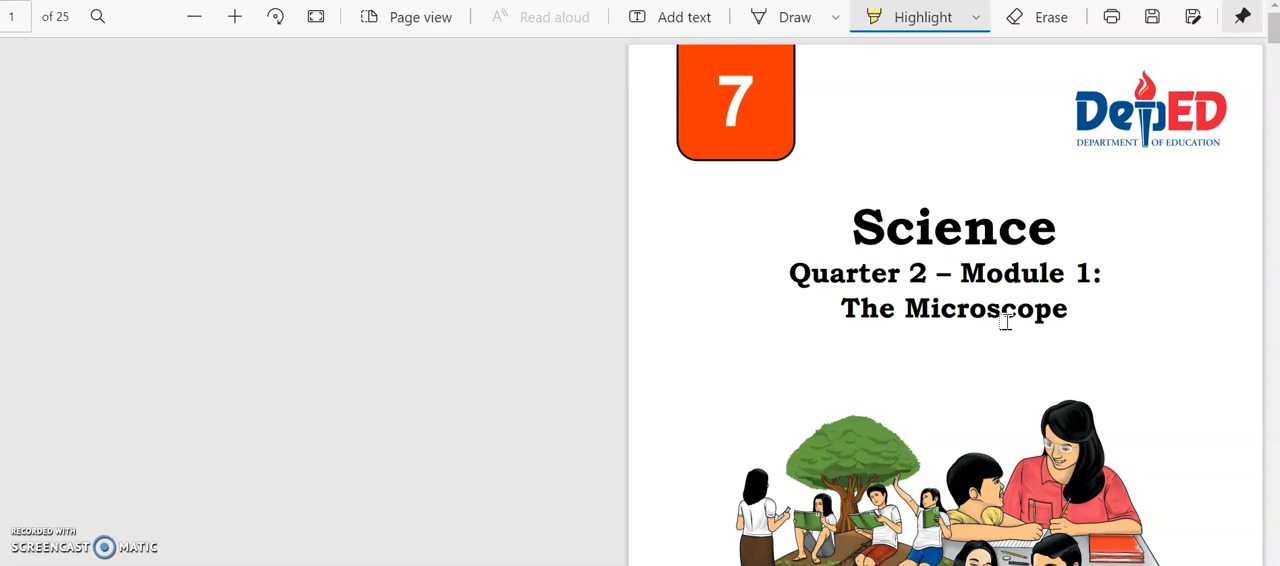 1 of 25 Page view Read aloud Add text Draw Highlight Erase
7
DepED
DEPARTMENT OF EDUCATION
Science
Quarter 2 – Module 1:
The Microscope
RECORDED WITH
SCREENCAST MATIC